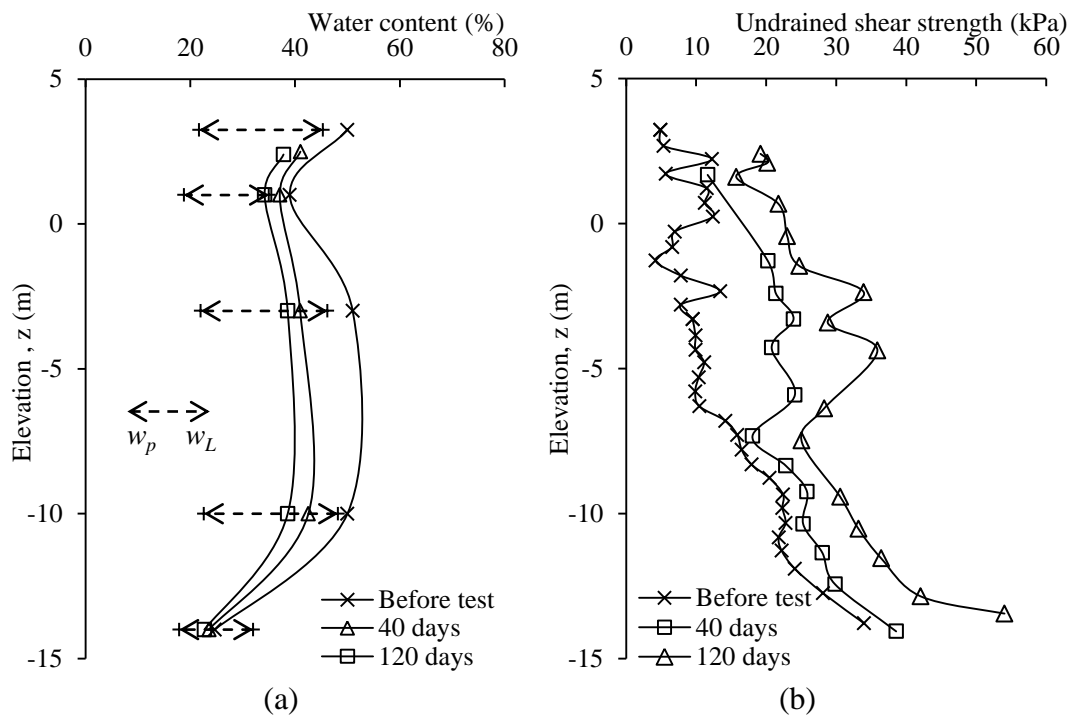 Water content (%)
0 20 40 60 80
5
0
-5
-10
-15
Elevation , z (m)
w_p w_L
Before test
40 days
120 days
(a)
Undrained shear strength (kPa)
0 10 20 30 40 50 60
5
0
-5
-10
-15
Elevation, z (m)
Before test
40 days
120 days
(b)